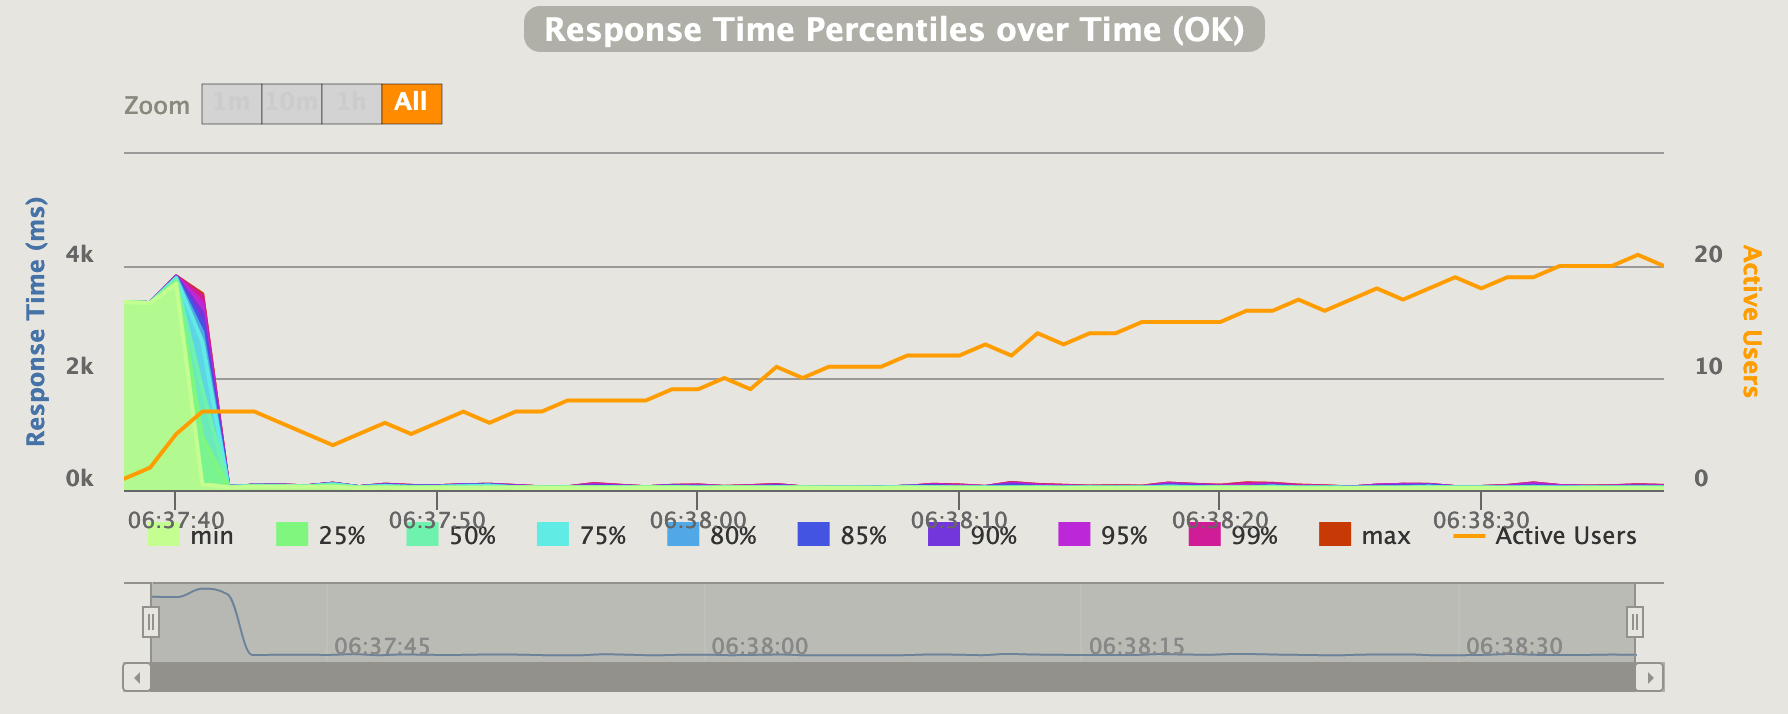 Response Time Percentiles over Time (OK)
Zoom 1m 10m 1h All
Response Time (ms)
4k
2k
0k
20
10
0
Active Users
06:37:40 06:37:50 06:38:00 06:38:10 06:38:20 06:38:30
min 25% 50% 75% 80% 85% 90% 95% 99% max Active Users
06:37:45 06:38:00 06:38:15 06:38:30